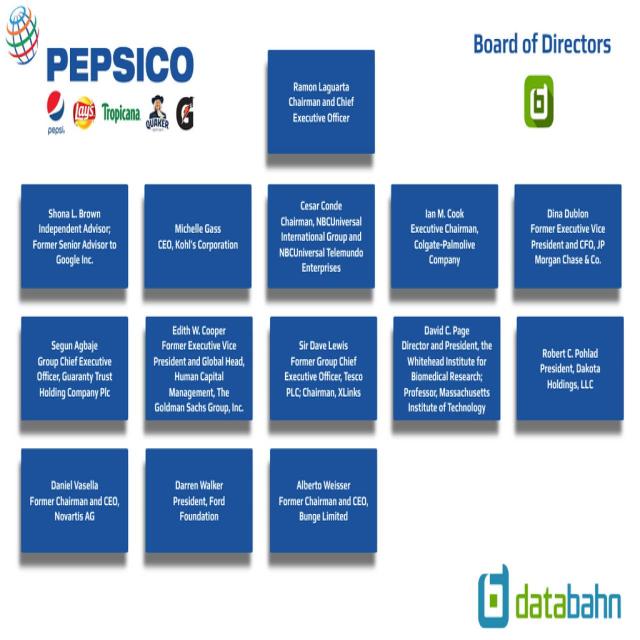 PEPSICO
Board of Directors
pepsi
Lay's
Tropicana
QUAKER
G
Ramon Laguarta
Chairman and Chief
Executive Officer
Shona L. Brown
Independent Advisor;
Former Senior Advisor to
Google Inc.
Michelle Gass
CEO, Kohl's Corporation
Cesar Conde
Chairman, NBCUniversal
International Group and
NBCUniversal Telemundo
Enterprises
Ian M. Cook
Executive Chairman,
Colgate-Palmolive
Company
Dina Dublon
Former Executive Vice
President and CFO, JP
Morgan Chase & Co.
Segun Agbaje
Group Chief Executive
Officer, Guaranty Trust
Holding Company Plc
Edith W. Cooper
Former Executive Vice
President and Global Head,
Human Capital
Management, The
Goldman Sachs Group, Inc.
Sir Dave Lewis
Former Group Chief
Executive Officer, Tesco
PLC; Chairman, XLinks
David C. Page
Director and President, the
Whitehead Institute for
Biomedical Research;
Professor, Massachusetts
Institute of Technology
Robert C. Pohlad
President, Dakota
Holdings, LLC
Daniel Vasella
Former Chairman and CEO,
Novartis AG
Darren Walker
President, Ford
Foundation
Alberto Weisser
Former Chairman and CEO,
Bunge Limited
databahn